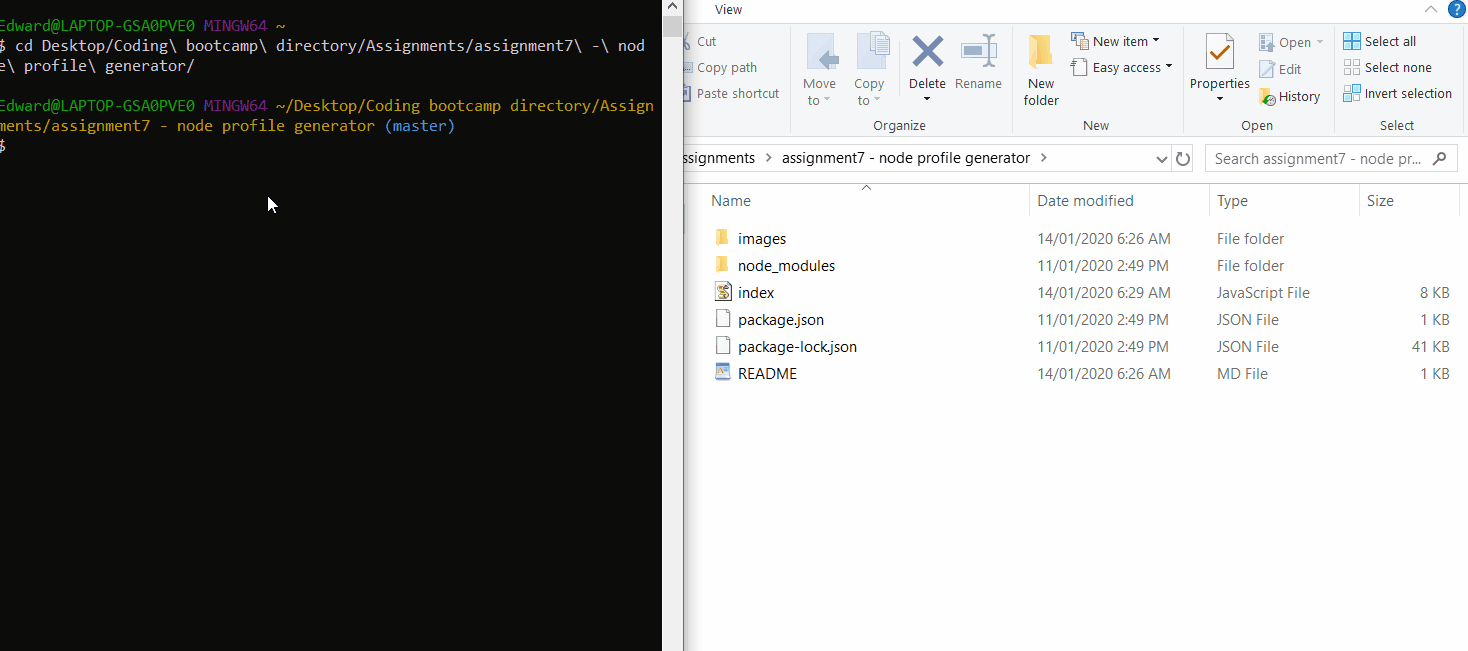 Edward@LAPTOP-GSA0PVE0 MINGW64 ~
$ cd Desktop/Coding\ bootcamp\ directory/Assignments/assignment7\ -\ nod
e\ profile\ generator/
Edward@LAPTOP-GSA0PVE0 MINGW64 ~/Desktop/Coding bootcamp directory/Assign
ments/assignment7 - node profile generator (master)
$
View
?
Cut
Copy path
Paste shortcut
Move to
Copy to
Delete
Rename
Organize
New folder
New item
Easy access
New
Properties
Open
Edit
History
Open
Select all
Select none
Invert selection
Select
ssignments > assignment7 - node profile generator >
Search assignment7 - node pr...
Name Date modified Type Size
images 14/01/2020 6:26 AM File folder
node_modules 11/01/2020 2:49 PM File folder
index 14/01/2020 6:29 AM JavaScript File 8 KB
package.json 11/01/2020 2:49 PM JSON File 1 KB
package-lock.json 11/01/2020 2:49 PM JSON File 41 KB
README 14/01/2020 6:26 AM MD File 1 KB